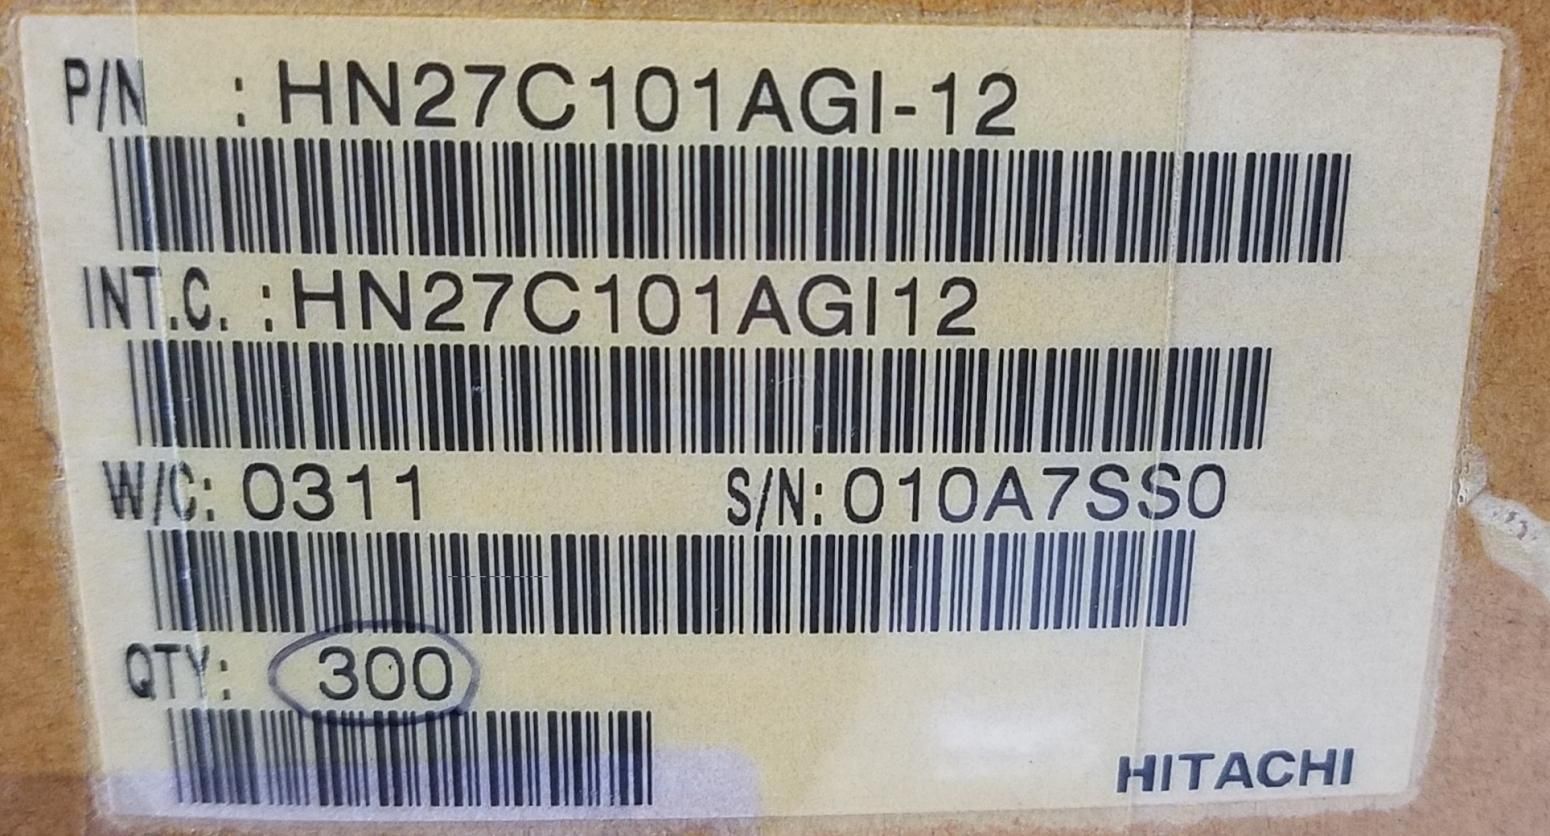 P/N : HN27C101AGI-12
INT.C. : HN27C101AGI12
W/C: 0311 S/N: 010A7SS0
QTY: 300
HITACHI